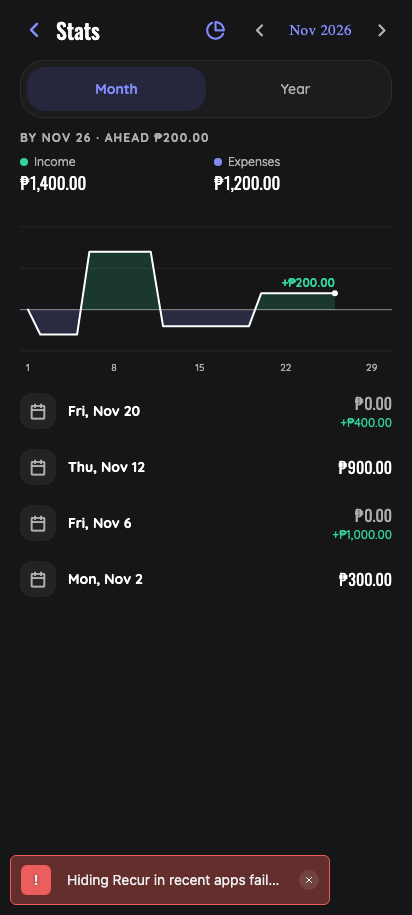 Stats
Nov 2026
Month Year
BY NOV 26 · AHEAD ₱200.00
Income Expenses
₱1,400.00 ₱1,200.00
+₱200.00
1 8 15 22 29
Fri, Nov 20 ₱0.00
+₱400.00
Thu, Nov 12 ₱900.00
Fri, Nov 6 ₱0.00
+₱1,000.00
Mon, Nov 2 ₱300.00
! Hiding Recur in recent apps fail...